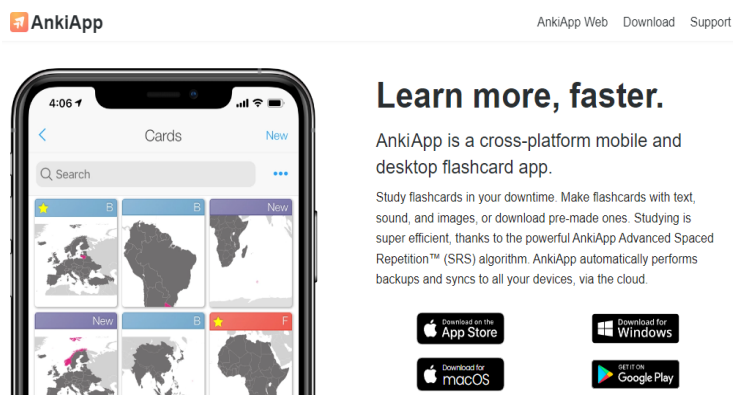 AnkiApp
AnkiApp Web Download Support
4:06
Cards New
Search
B B New
New B F
Learn more, faster.
AnkiApp is a cross-platform mobile and
desktop flashcard app.
Study flashcards in your downtime. Make flashcards with text,
sound, and images, or download pre-made ones. Studying is
super efficient, thanks to the powerful AnkiApp Advanced Spaced
Repetition™ (SRS) algorithm. AnkiApp automatically performs
backups and syncs to all your devices, via the cloud.
Download on the
App Store
Download for
Windows
Download for
macOS
GET IT ON
Google Play